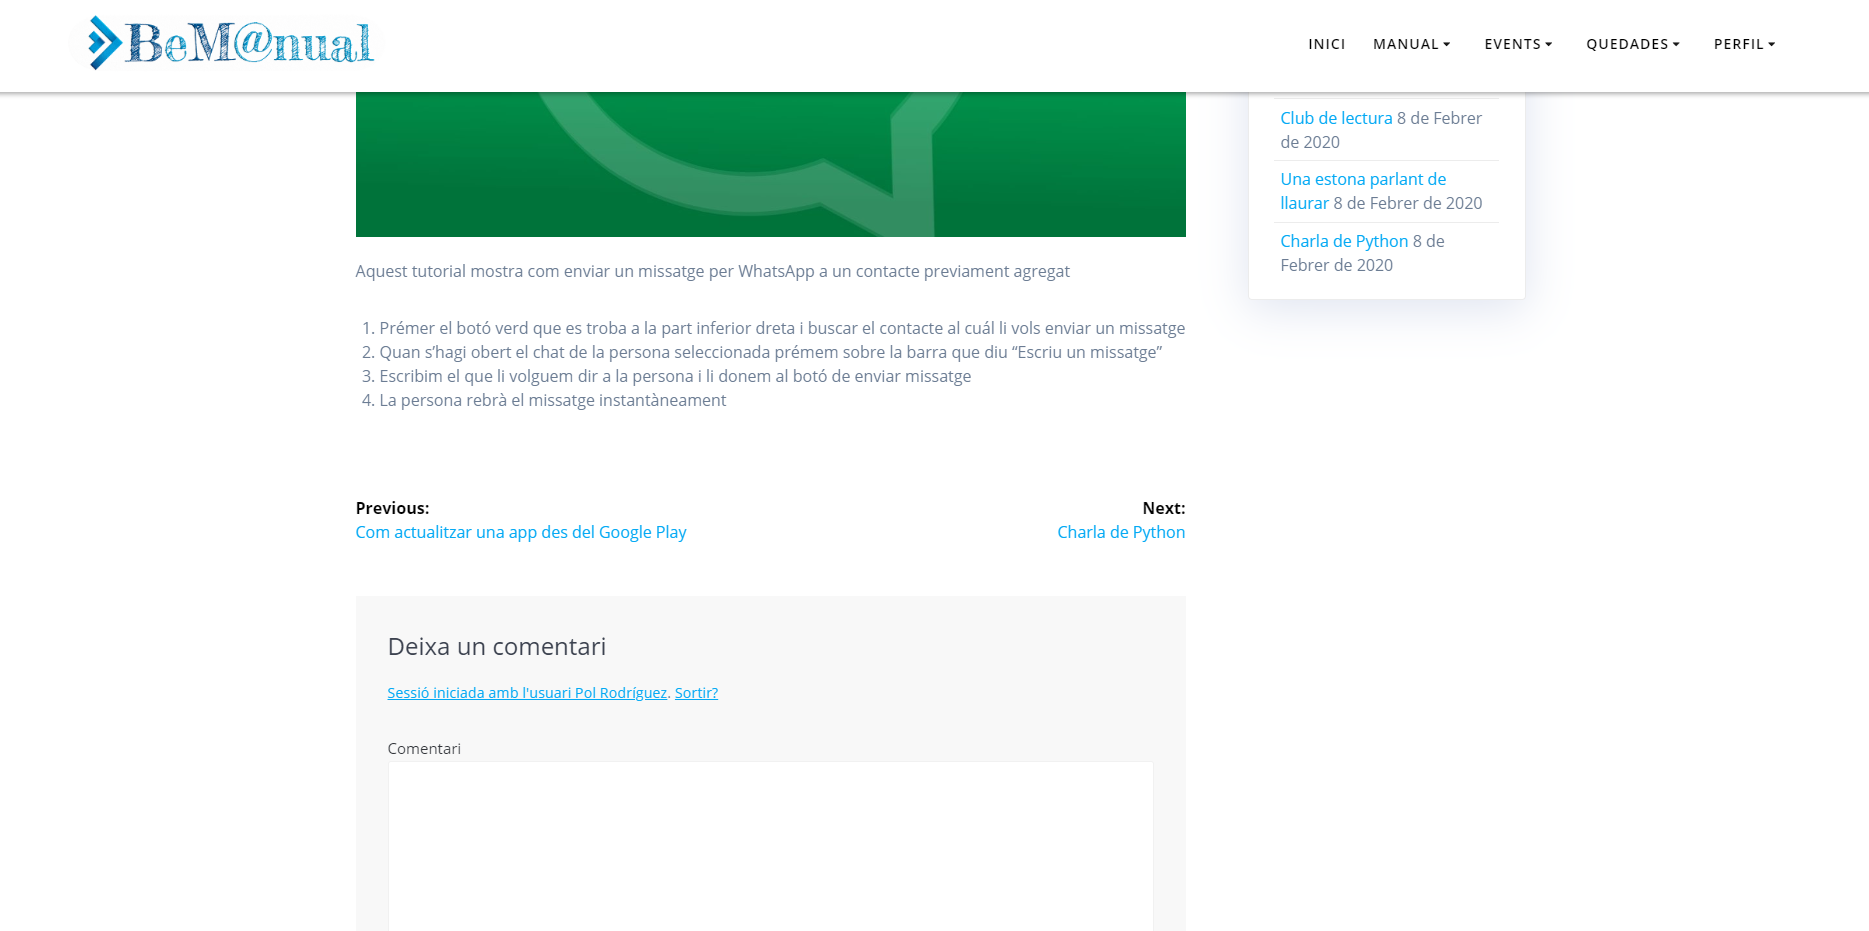 BeM@nual
INICI MANUAL EVENTS QUEDADES PERFIL
Club de lectura 8 de Febrer
de 2020
Una estona parlant de
llaurar 8 de Febrer de 2020
Charla de Python 8 de
Febrer de 2020
Aquest tutorial mostra com enviar un missatge per WhatsApp a un contacte previament agregat
1. Prémer el botó verd que es troba a la part inferior dreta i buscar el contacte al cuál li vols enviar un missatge
2. Quan s’hagi obert el chat de la persona seleccionada prémem sobre la barra que diu “Escriu un missatge”
3. Escribim el que li volguem dir a la persona i li donem al botó de enviar missatge
4. La persona rebrà el missatge instantàneament
Previous:
Com actualitzar una app des del Google Play
Next:
Charla de Python
Deixa un comentari
Sessió iniciada amb l'usuari Pol Rodríguez. Sortir?
Comentari